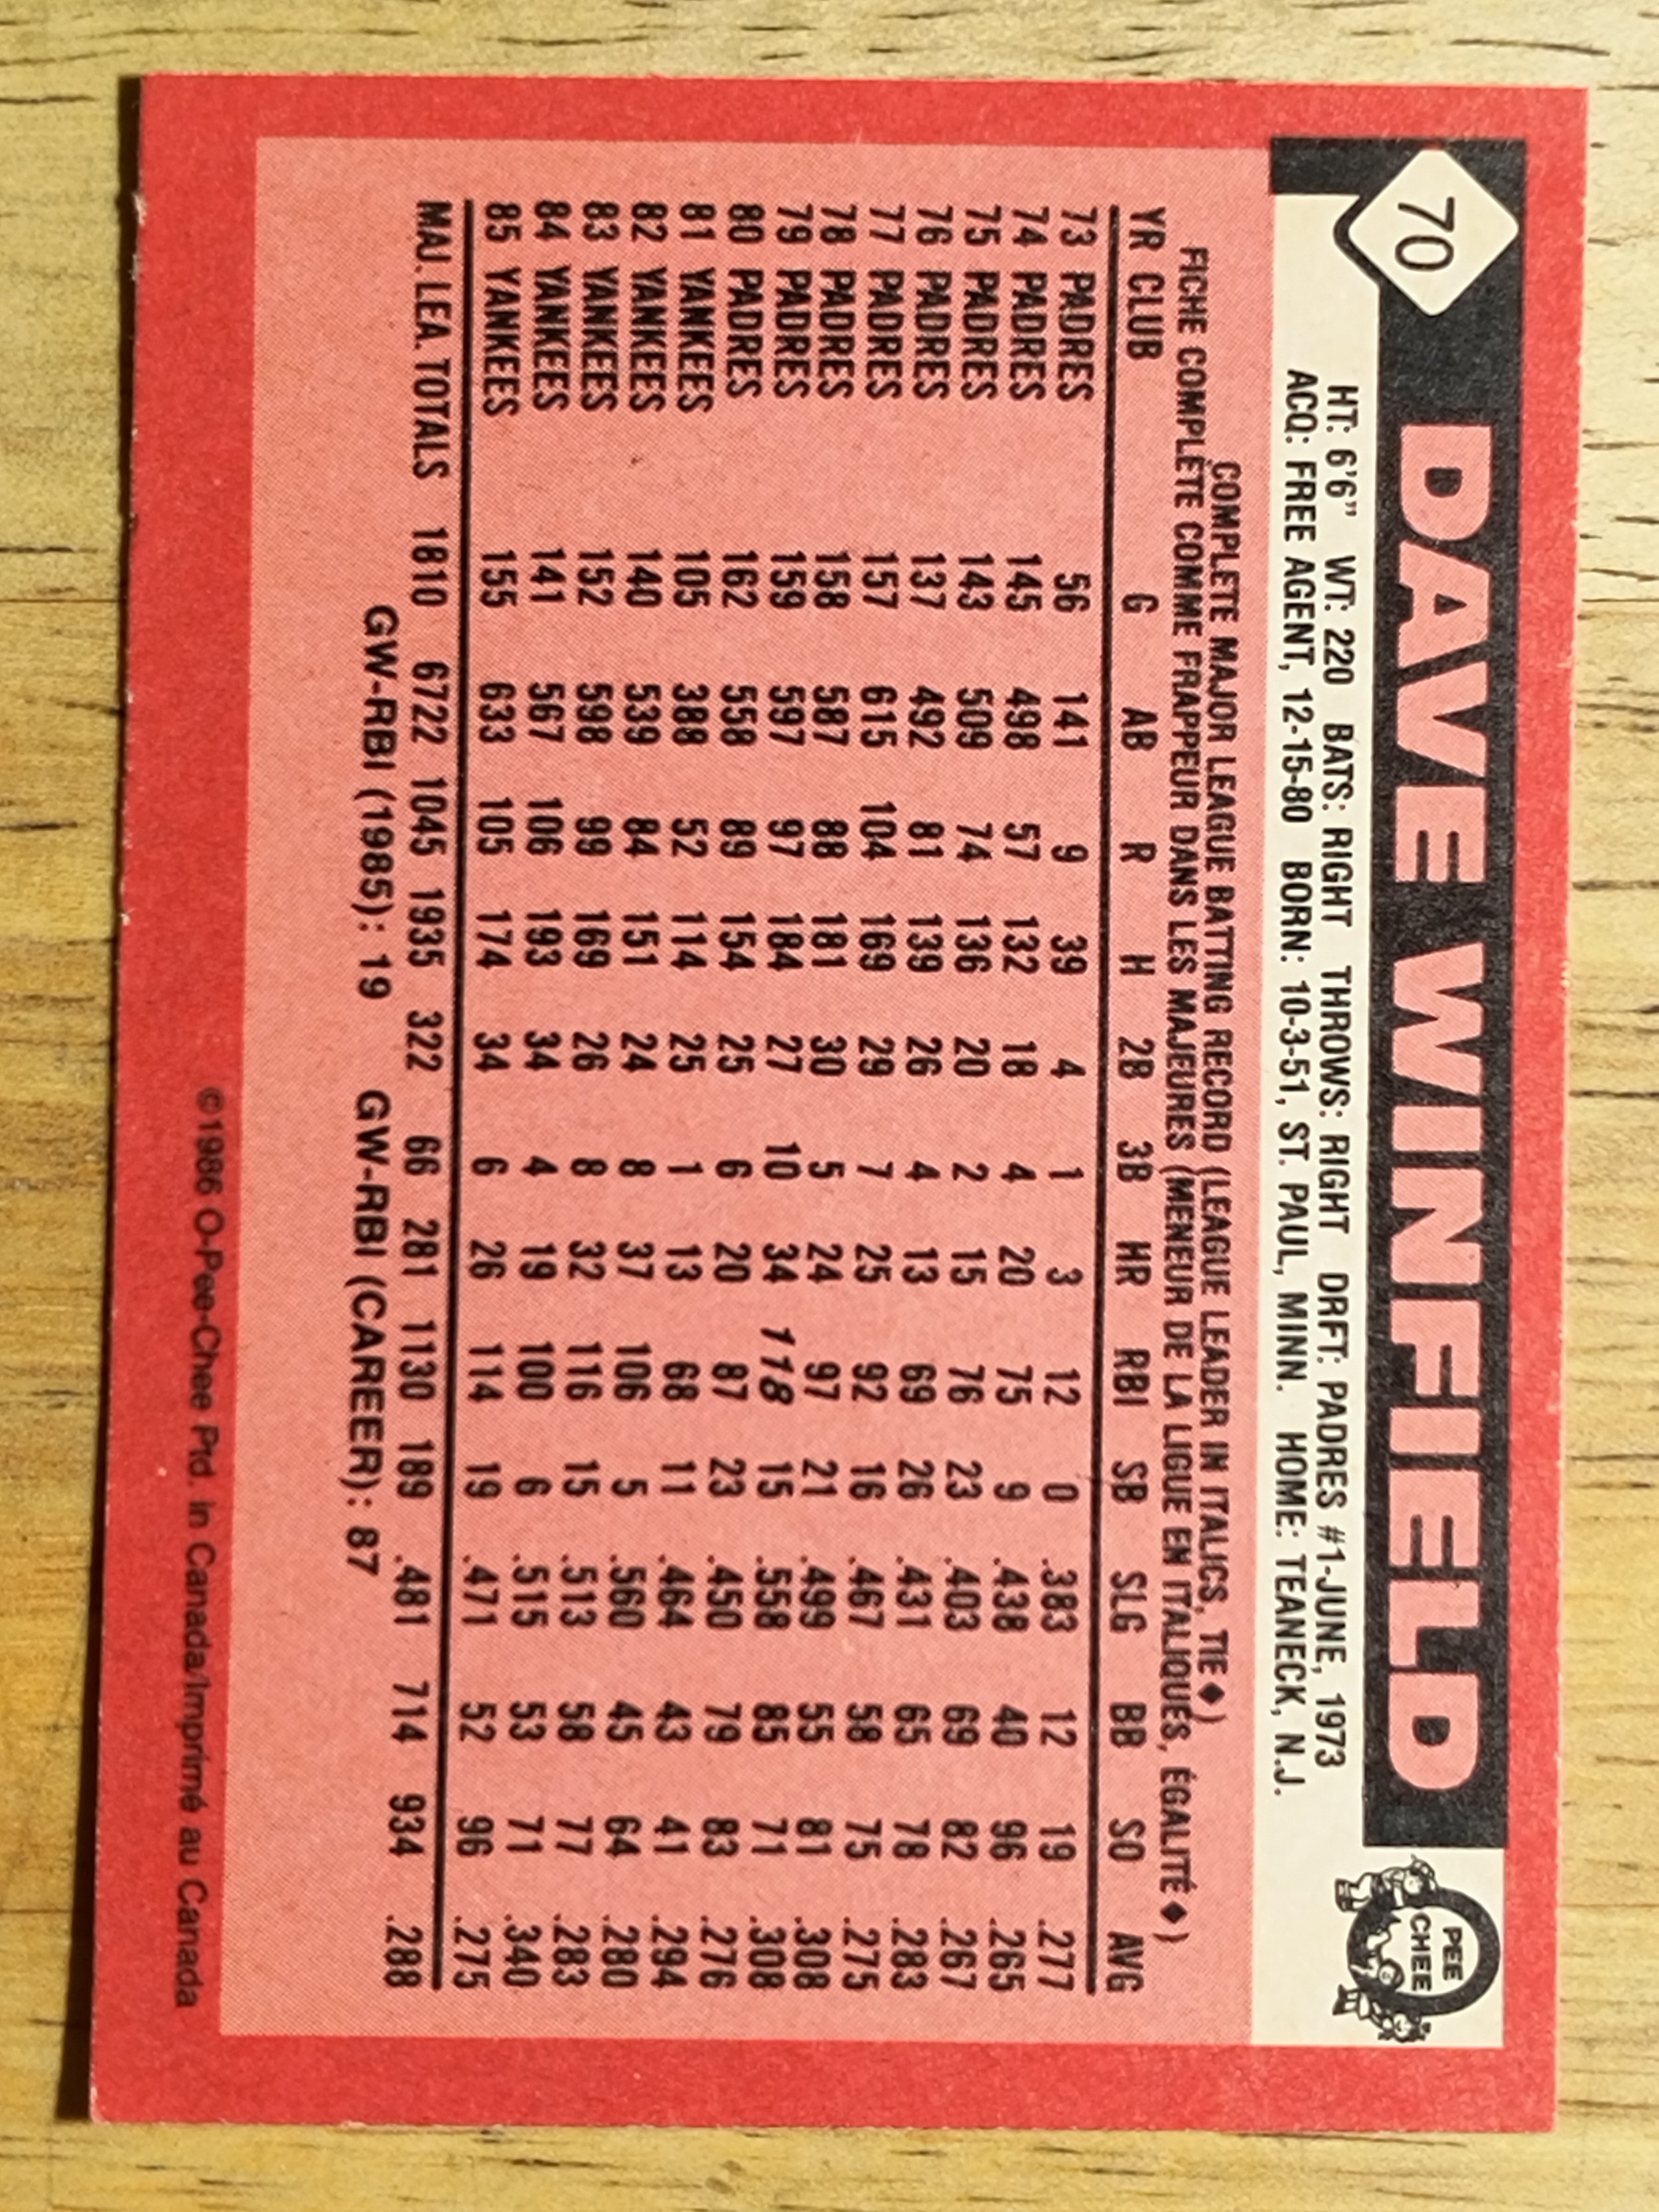 70
DAVE WINFIELD
PEE
CHEE
HT: 6'6" WT: 220 BATS: RIGHT THROWS: RIGHT DRFT: PADRES #1-JUNE, 1973
ACQ: FREE AGENT, 12-15-80 BORN: 10-3-51, ST. PAUL, MINN. HOME: TEANECK, N.J.
COMPLETE MAJOR LEAGUE BATTING RECORD (LEAGUE LEADER IN ITALICS, TIE◆)
FICHE COMPLÈTE COMME FRAPPEUR DANS LES MAJEURES (MENEUR DE LA LIGUE EN ITALIQUES, ÉGALITÉ◆)
YR CLUB G AB R H 2B 3B HR RBI SB SLG BB SO AVG
73 PADRES 56 141 9 39 4 1 3 12 0 .383 12 19 .277
74 PADRES 145 498 57 132 18 4 20 75 9 .438 40 96 .265
75 PADRES 143 509 74 136 20 2 15 76 23 .403 69 82 .267
76 PADRES 137 492 81 139 26 4 13 69 26 .431 65 78 .283
77 PADRES 157 615 104 169 29 7 25 92 16 .467 58 75 .275
78 PADRES 158 587 88 181 30 5 24 97 21 .499 55 81 .308
79 PADRES 159 597 97 184 27 10 34 118 15 .558 85 71 .308
80 PADRES 162 558 89 154 25 6 20 87 23 .450 79 83 .276
81 YANKEES 105 388 52 114 25 1 13 68 11 .464 43 41 .294
82 YANKEES 140 539 84 151 24 8 37 106 5 .560 45 64 .280
83 YANKEES 152 598 99 169 26 8 32 116 15 .513 58 77 .283
84 YANKEES 141 567 106 193 34 4 19 100 6 .515 53 71 .340
85 YANKEES 155 633 105 174 34 6 26 114 19 .471 52 96 .275
MAJ. LEA. TOTALS 1810 6722 1045 1935 322 66 281 1130 189 .481 714 934 .288
GW-RBI (1985): 19 GW-RBI (CAREER): 87
©1986 O-Pee-Chee Ptd. in Canada/Imprimé au Canada